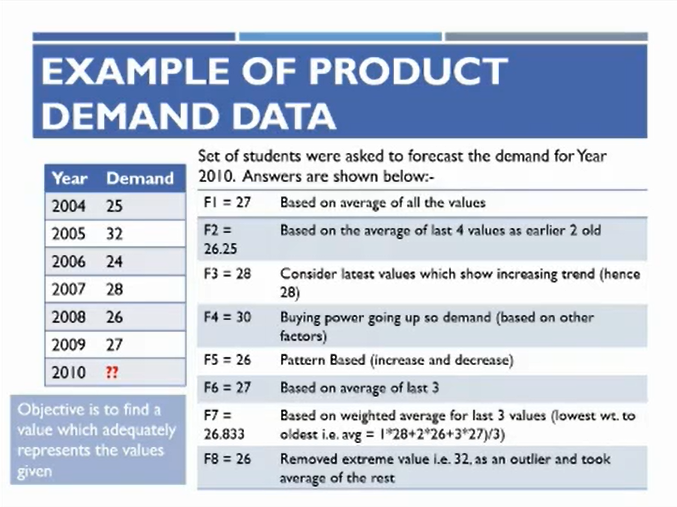 EXAMPLE OF PRODUCT
DEMAND DATA
Set of students were asked to forecast the demand for Year
2010. Answers are shown below:-
Year Demand
2004 25
2005 32
2006 24
2007 28
2008 26
2009 27
2010 ??
Objective is to find a
value which adequately
represents the values
given
F1 = 27 Based on average of all the values
F2 = Based on the average of last 4 values as earlier 2 old
26.25
F3 = 28 Consider latest values which show increasing trend (hence
28)
F4 = 30 Buying power going up so demand (based on other
factors)
F5 = 26 Pattern Based (increase and decrease)
F6 = 27 Based on average of last 3
F7 = Based on weighted average for last 3 values (lowest wt. to
26.833 oldest i.e. avg = 1*28+2*26+3*27)/3)
F8 = 26 Removed extreme value i.e. 32, as an outlier and took
average of the rest